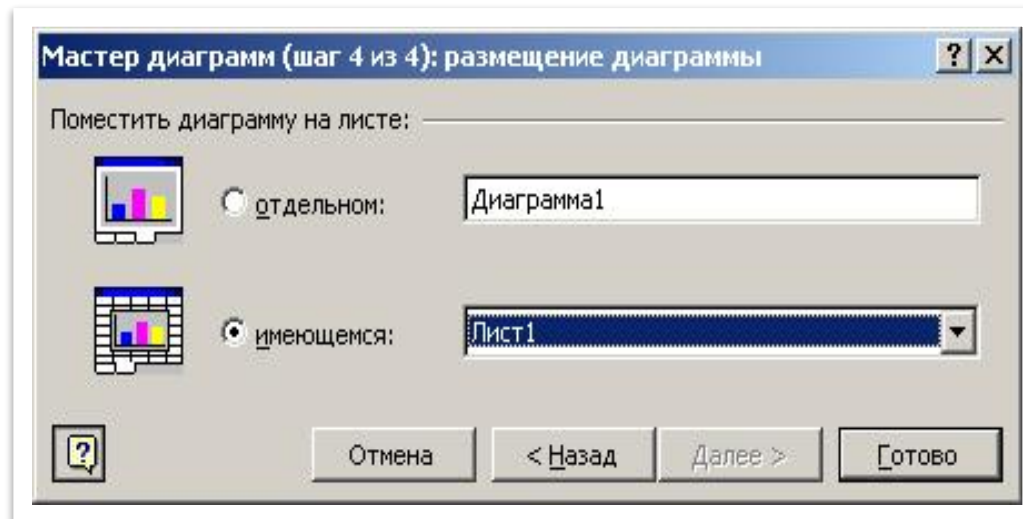 Мастер диаграмм (шаг 4 из 4): размещение диаграммы
Поместить диаграмму на листе:
отдельном: Диаграмма1
имеющемся: Лист1
Отмена < Назад Далее > Готово